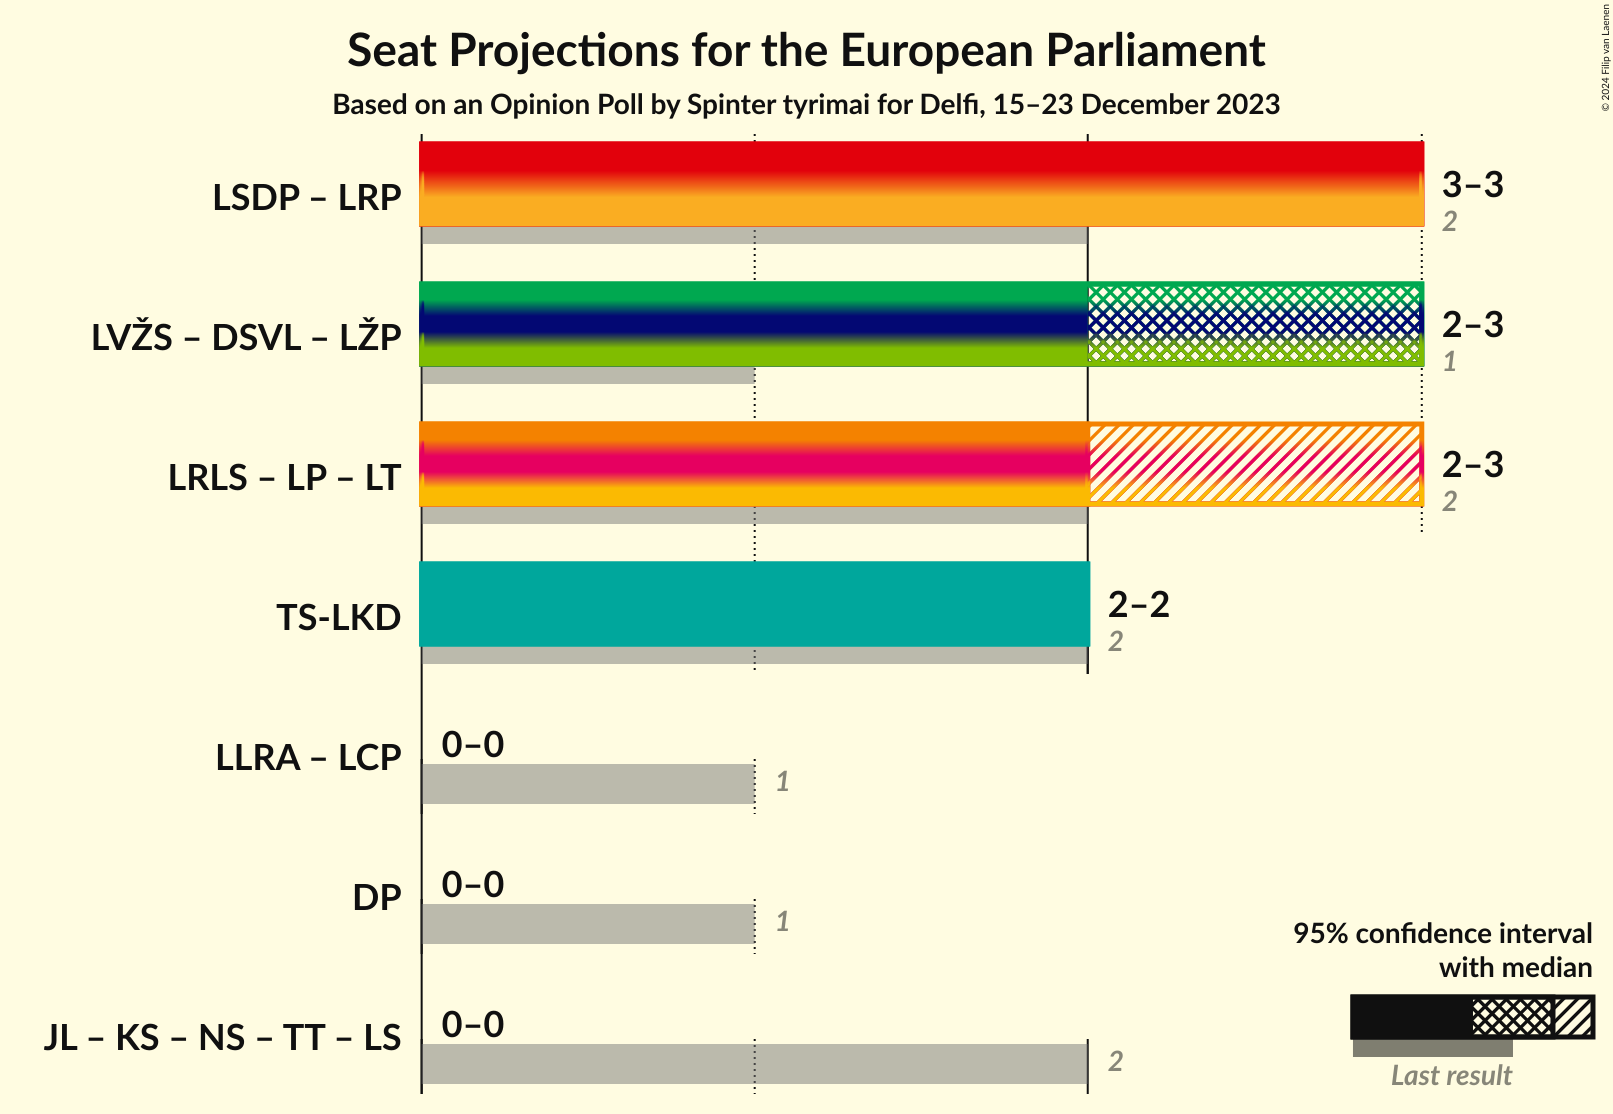 Seat Projections for the European Parliament
Based on an Opinion Poll by Spinter tyrimai for Delfi, 15–23 December 2023
© 2024 Filip van Laenen
LSDP – LRP
3–3
2
LVŽS – DSVL – LŽP
2–3
1
LRLS – LP – LT
2–3
2
TS-LKD
2–2
2
LLRA – LCP
0–0
1
DP
0–0
1
JL – KS – NS – TT – LS
0–0
2
95% confidence interval
with median
Last result